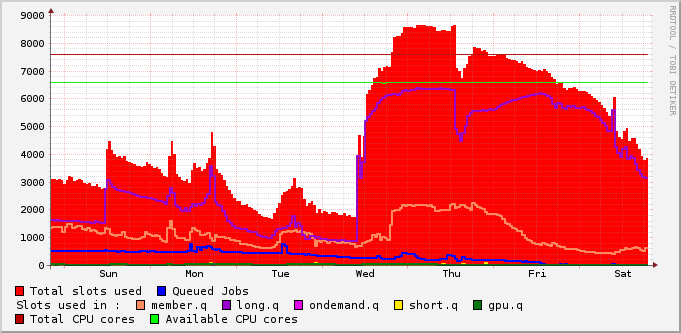 9000
8000
7000
6000
5000
4000
3000
2000
1000
0
Sun Mon Tue Wed Thu Fri Sat
RRDTOOL / TOBI OETIKER
Total slots used Queued Jobs
Slots used in : member.q long.q ondemand.q short.q gpu.q
Total CPU cores Available CPU cores